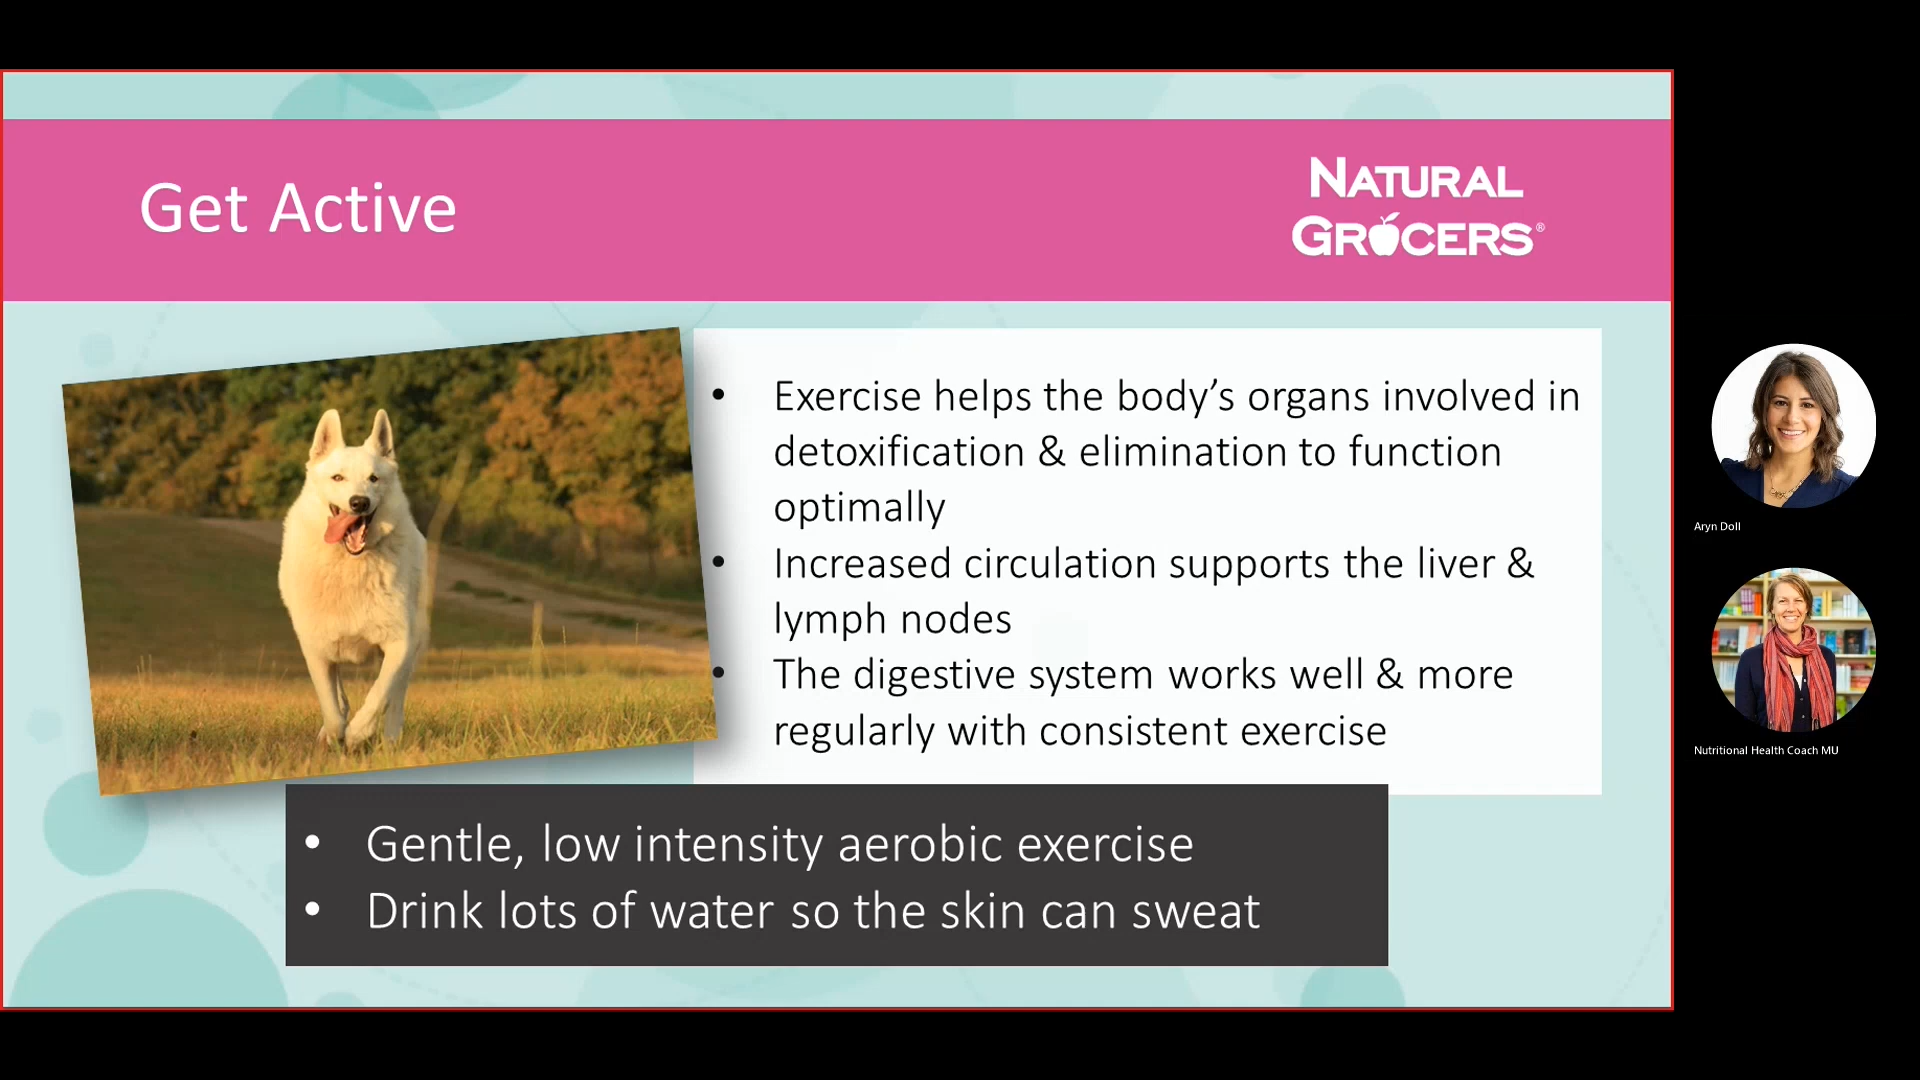 Get Active
NATURAL
GROCERS®
• Exercise helps the body’s organs involved in
detoxification & elimination to function
optimally
• Increased circulation supports the liver &
lymph nodes
• The digestive system works well & more
regularly with consistent exercise
• Gentle, low intensity aerobic exercise
• Drink lots of water so the skin can sweat
Aryn Doll
Nutritional Health Coach MU